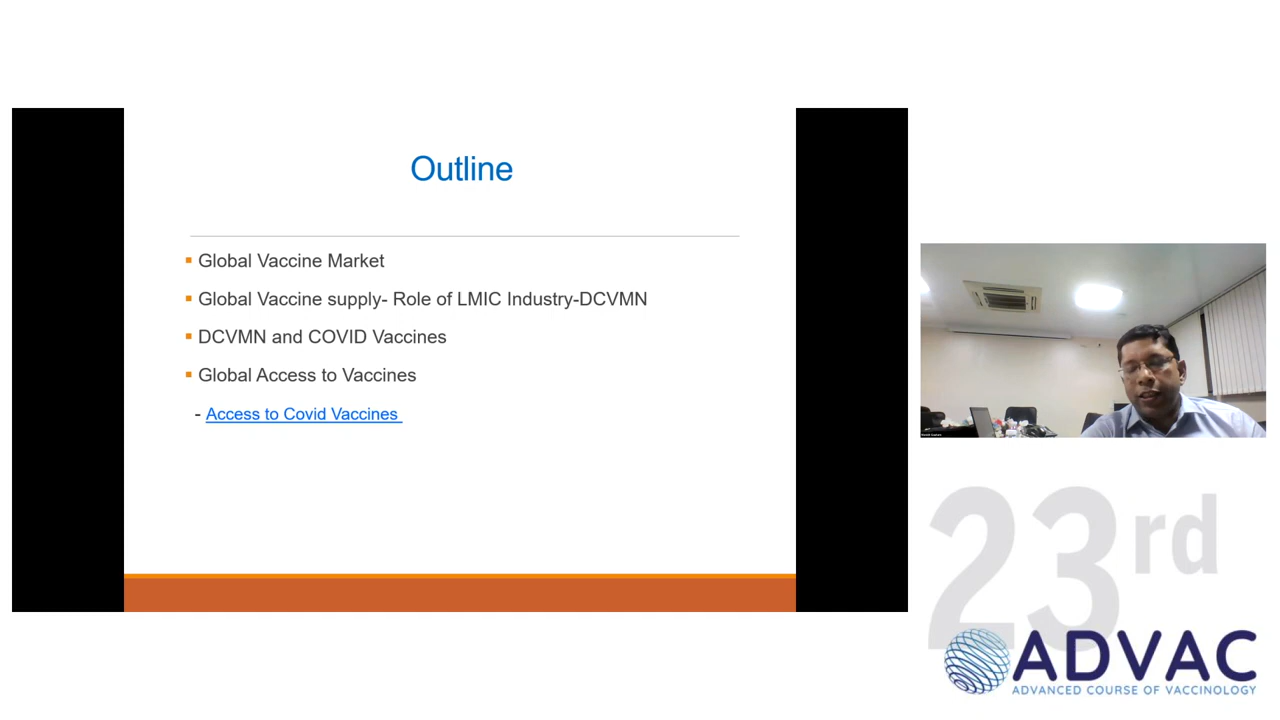 Outline
Global Vaccine Market
Global Vaccine supply- Role of LMIC Industry-DCVMN
DCVMN and COVID Vaccines
Global Access to Vaccines
- Access to Covid Vaccines
23rd
ADVAC
ADVANCED COURSE OF VACCINOLOGY